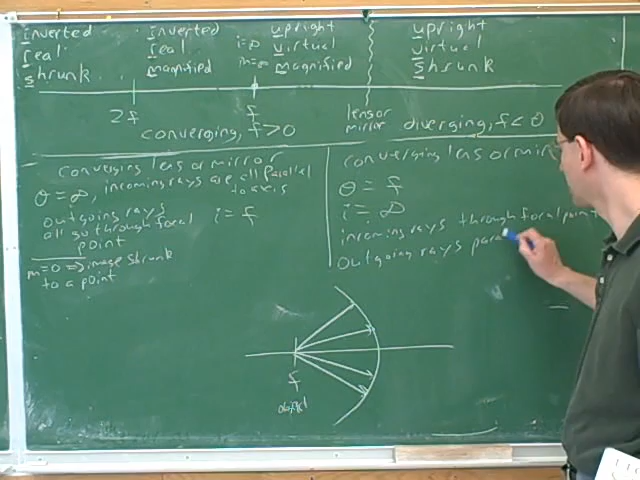 inverted
real
shrunk
inverted
real
magnified
i=∞
m=∞
upright
virtual
magnified
upright
virtual
shrunk
2f
f
converging, f>0
lens or
mirror
diverging, f<0
converging lens or mirror
o = ∞, incoming rays are all parallel
to axis
outgoing rays
all go through focal
point
i = f
m=0 => image shrunk
to a point
converging lens or mirr
o = f
i = ∞
incoming rays through focal point
outgoing rays para
f
object